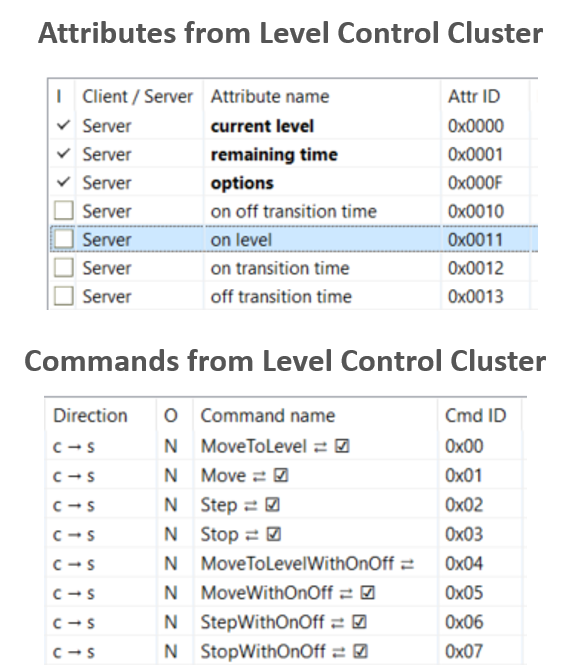 Attributes from Level Control Cluster
I Client / Server Attribute name Attr ID
✓ Server current level 0x0000
✓ Server remaining time 0x0001
✓ Server options 0x000F
☐ Server on off transition time 0x0010
☐ Server on level 0x0011
☐ Server on transition time 0x0012
☐ Server off transition time 0x0013
Commands from Level Control Cluster
Direction O Command name Cmd ID
c → s N MoveToLevel ⇄ ☑ 0x00
c → s N Move ⇄ ☑ 0x01
c → s N Step ⇄ ☑ 0x02
c → s N Stop ⇄ ☑ 0x03
c → s N MoveToLevelWithOnOff ⇄ 0x04
c → s N MoveWithOnOff ⇄ ☑ 0x05
c → s N StepWithOnOff ⇄ ☑ 0x06
c → s N StopWithOnOff ⇄ ☑ 0x07